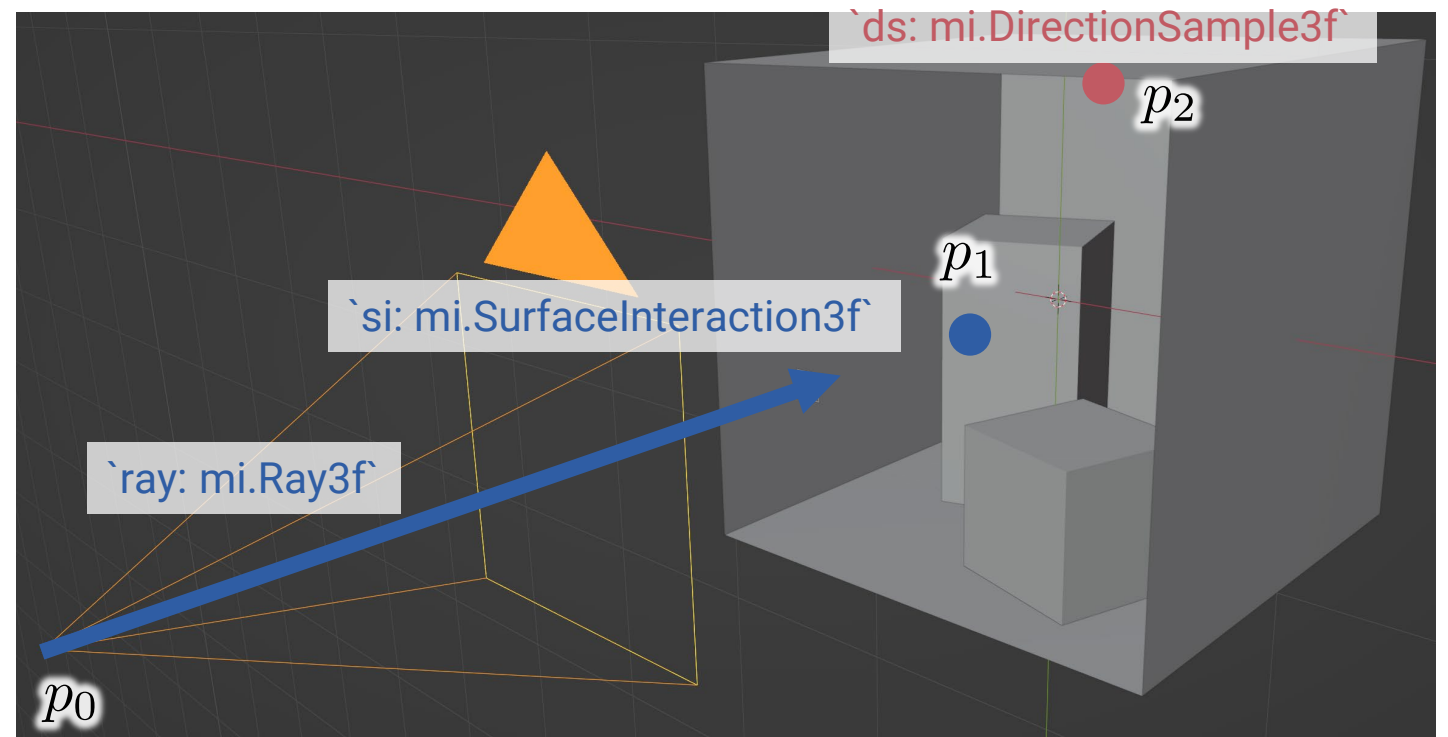 `ds: mi.DirectionSample3f`
p₂
p₁
`si: mi.SurfaceInteraction3f`
`ray: mi.Ray3f`
p₀